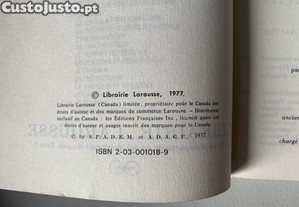 CustoJusto.pt
© Librairie Larousse, 1977.
Librairie Larousse (Canada) limitée, propriétaire pour le Canada des
droits d'auteur et des marques de commerce Larousse. — Distributeur
exclusif au Canada : les Éditions Françaises Inc., licencié quant aux
droits d'auteur et usager inscrit des marques pour le Canada.
© by S.P.A.D.E.M. et A.D.A.G.P. 1977.
ISBN 2-03-001018-9
ancien
chargé